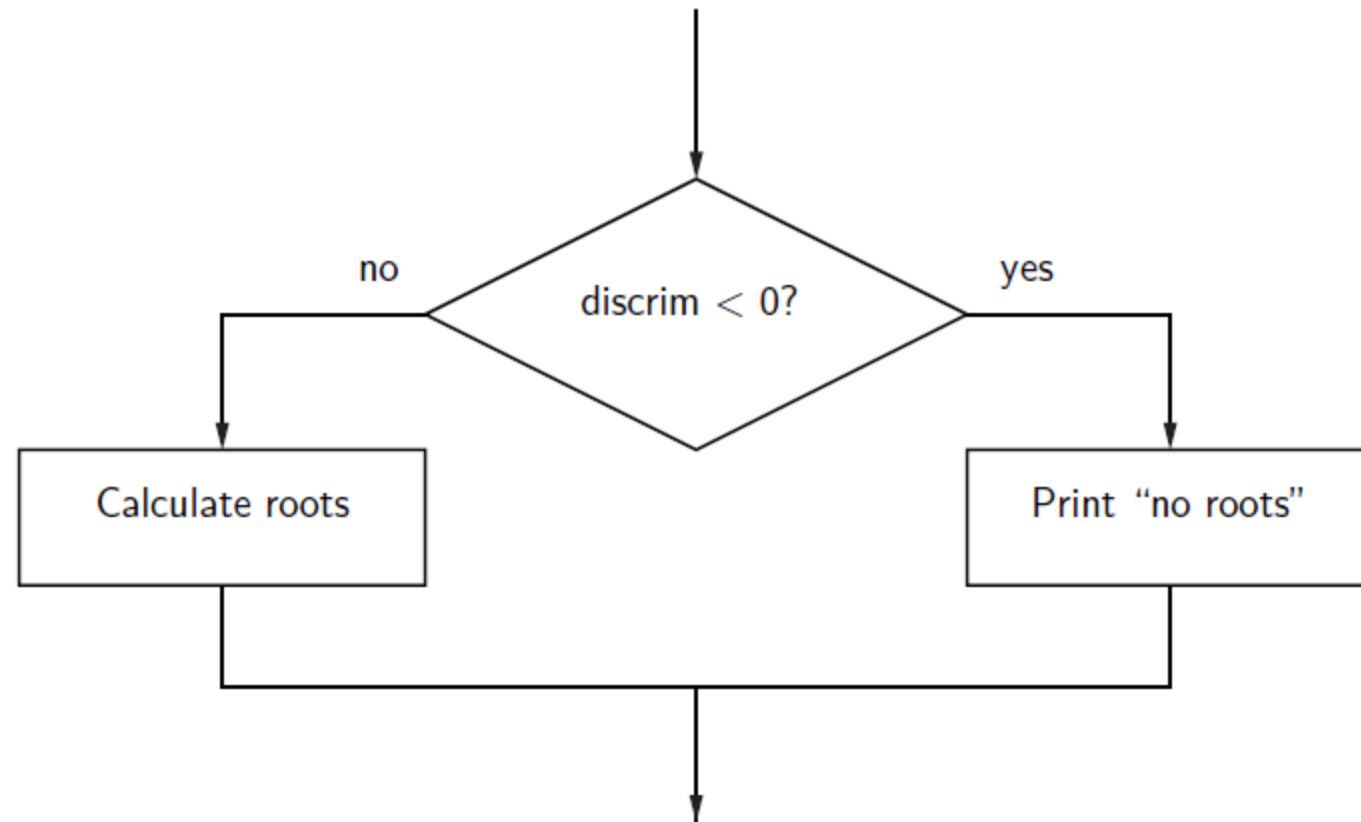 no
yes
discrim < 0?
Calculate roots
Print “no roots”